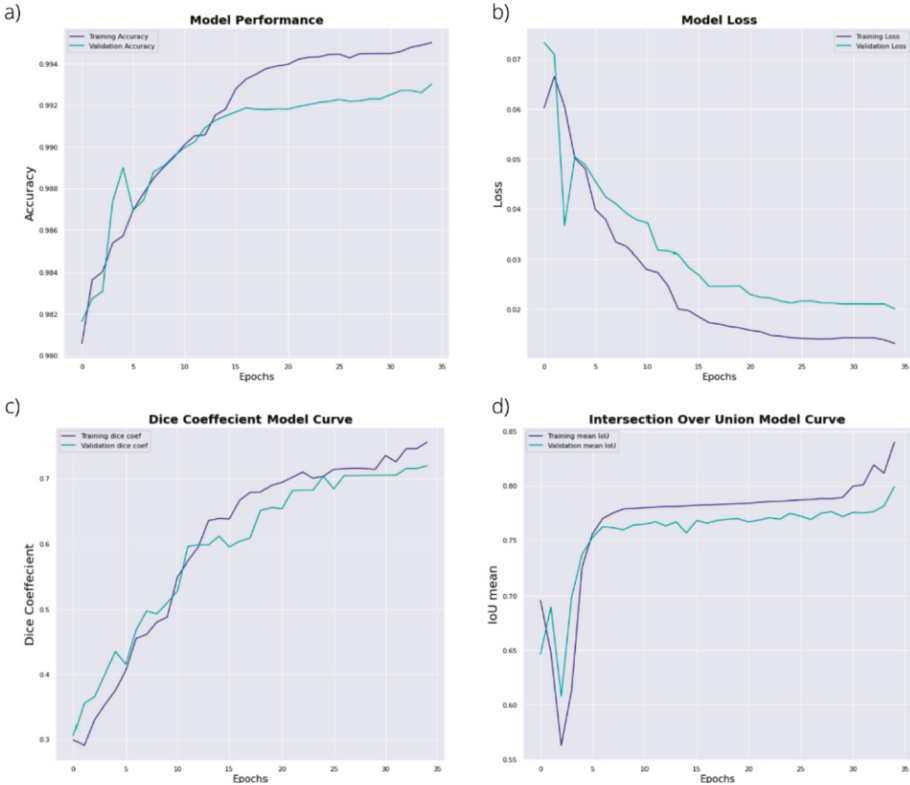 a)
Model Performance
Training Accuracy
Validation Accuracy
0.994
0.992
0.990
0.988
0.986
0.984
0.982
0.980
Accuracy
0 5 10 15 20 25 30 35
Epochs
b)
Model Loss
Training Loss
Validation Loss
0.07
0.06
0.05
0.04
0.03
0.02
Loss
0 5 10 15 20 25 30 35
Epochs
c)
Dice Coeffecient Model Curve
Training dice coef
Validation dice coef
0.7
0.6
0.5
0.4
0.3
Dice Coeffecient
0 5 10 15 20 25 30 35
Epochs
d)
Intersection Over Union Model Curve
Training mean IoU
Validation mean IoU
0.85
0.80
0.75
0.70
0.65
0.60
0.55
IoU mean
0 5 10 15 20 25 30 35
Epochs